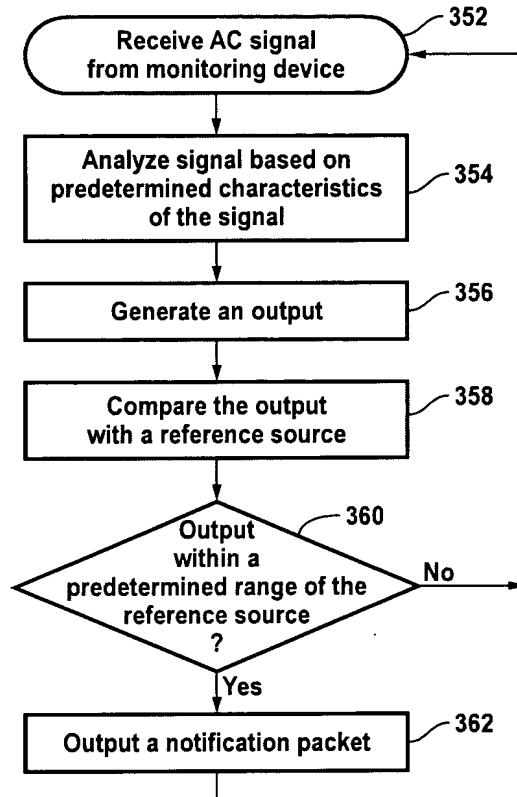 Receive AC signal
from monitoring device
352
Analyze signal based on
predetermined characteristics
of the signal
354
Generate an output
356
Compare the output
with a reference source
358
Output
within a
predetermined range of the
reference source
?
360
No
Yes
Output a notification packet
362